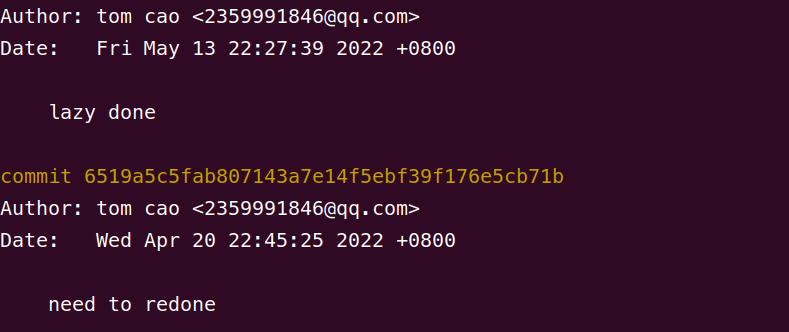 Author: tom cao <2359991846@qq.com>
Date:   Fri May 13 22:27:39 2022 +0800
lazy done
commit 6519a5c5fab807143a7e14f5ebf39f176e5cb71b
Author: tom cao <2359991846@qq.com>
Date:   Wed Apr 20 22:45:25 2022 +0800
need to redone